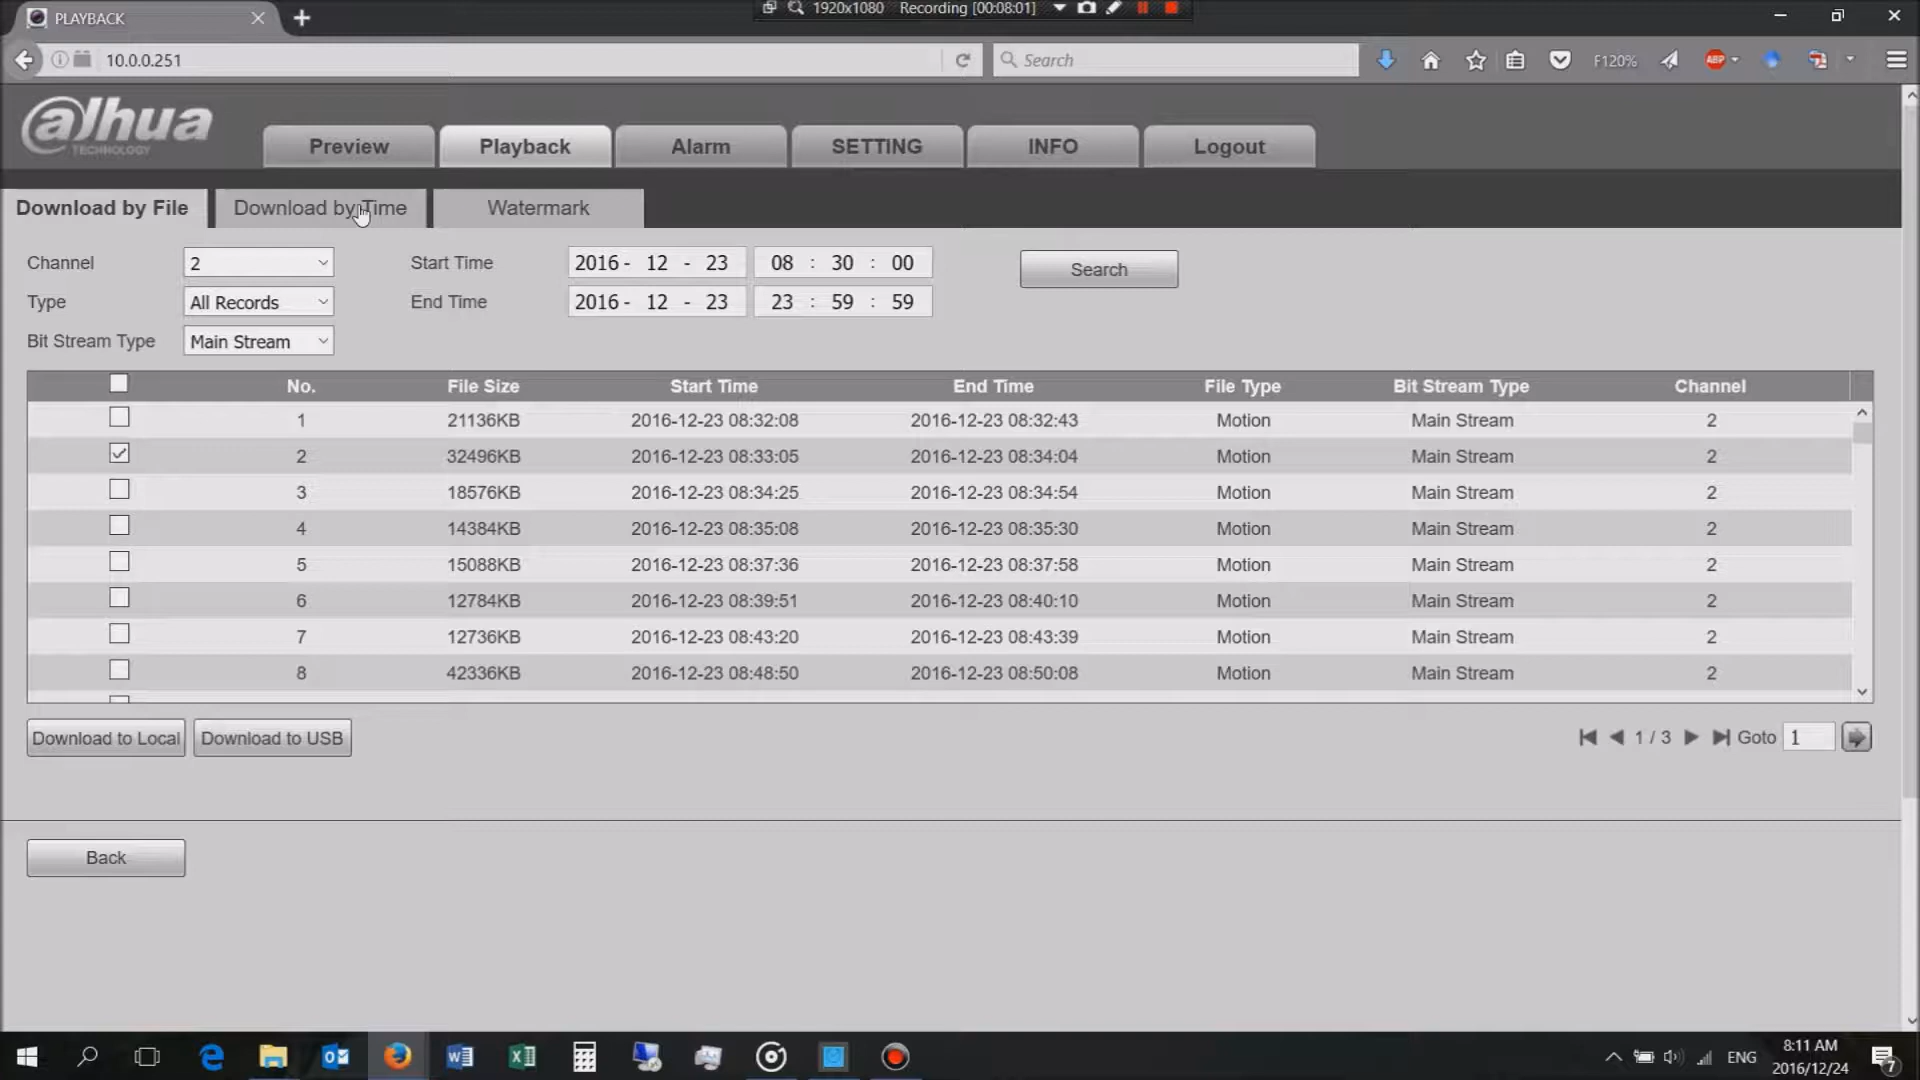 1920x1080 Recording [00:08:01]
PLAYBACK
10.0.0.251
Search
F120%
ABP
alhua
TECHNOLOGY
Preview Playback Alarm SETTING INFO Logout
Download by File Download by Time Watermark
Channel 2 Start Time 2016 - 12 - 23 08 : 30 : 00 Search
Type All Records End Time 2016 - 12 - 23 23 : 59 : 59
Bit Stream Type Main Stream
No. File Size Start Time End Time File Type Bit Stream Type Channel
1 21136KB 2016-12-23 08:32:08 2016-12-23 08:32:43 Motion Main Stream 2
2 32496KB 2016-12-23 08:33:05 2016-12-23 08:34:04 Motion Main Stream 2
3 18576KB 2016-12-23 08:34:25 2016-12-23 08:34:54 Motion Main Stream 2
4 14384KB 2016-12-23 08:35:08 2016-12-23 08:35:30 Motion Main Stream 2
5 15088KB 2016-12-23 08:37:36 2016-12-23 08:37:58 Motion Main Stream 2
6 12784KB 2016-12-23 08:39:51 2016-12-23 08:40:10 Motion Main Stream 2
7 12736KB 2016-12-23 08:43:20 2016-12-23 08:43:39 Motion Main Stream 2
8 42336KB 2016-12-23 08:48:50 2016-12-23 08:50:08 Motion Main Stream 2
Download to Local Download to USB 1 / 3 Goto 1
Back
ENG
8:11 AM
2016/12/24
7